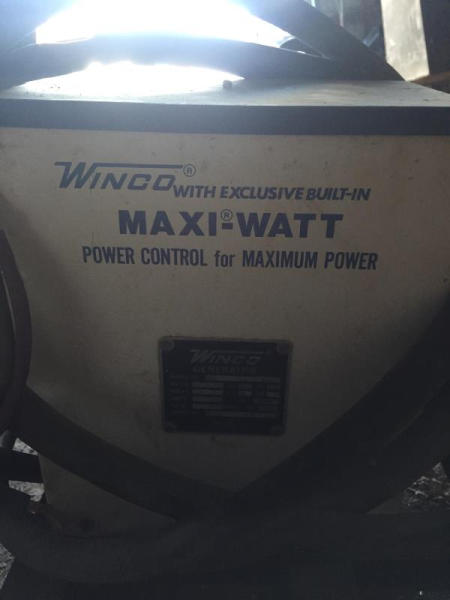 WINCO® WITH EXCLUSIVE BUILT-IN
MAXI®-WATT
POWER CONTROL for MAXIMUM POWER
WINCO
GENERATOR